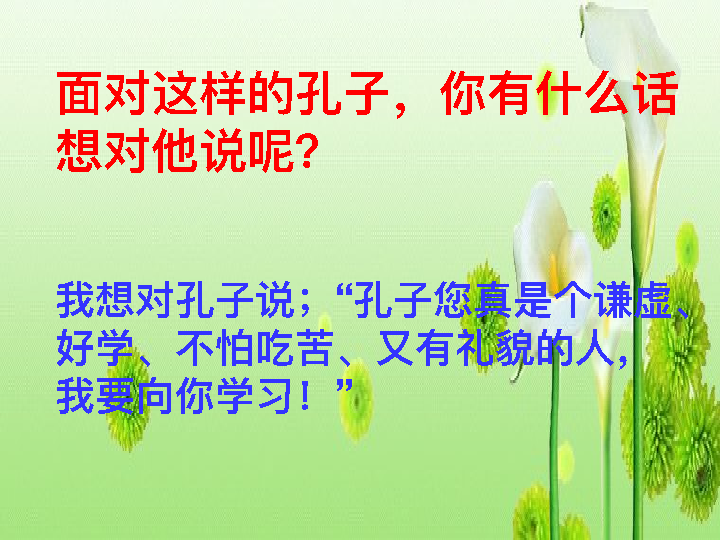 面对这样的孔子，你有什么话
想对他说呢?
我想对孔子说；“孔子您真是个谦虚、
好学、不怕吃苦、又有礼貌的人，
我要向你学习！”